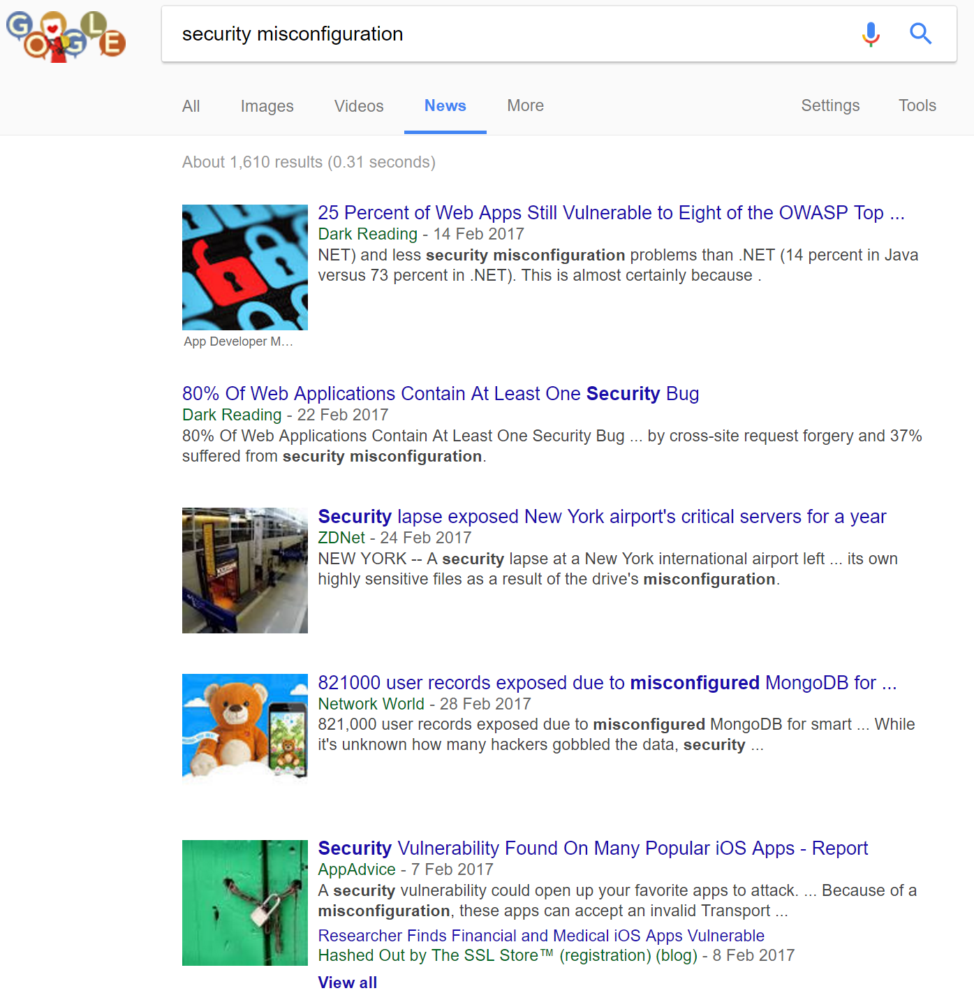 GOOGLE
security misconfiguration
All Images Videos News More Settings Tools
About 1,610 results (0.31 seconds)
25 Percent of Web Apps Still Vulnerable to Eight of the OWASP Top ...
Dark Reading - 14 Feb 2017
NET) and less security misconfiguration problems than .NET (14 percent in Java
versus 73 percent in .NET). This is almost certainly because .
App Developer M...
80% Of Web Applications Contain At Least One Security Bug
Dark Reading - 22 Feb 2017
80% Of Web Applications Contain At Least One Security Bug ... by cross-site request forgery and 37%
suffered from security misconfiguration.
Security lapse exposed New York airport's critical servers for a year
ZDNet - 24 Feb 2017
NEW YORK -- A security lapse at a New York international airport left ... its own
highly sensitive files as a result of the drive's misconfiguration.
821000 user records exposed due to misconfigured MongoDB for ...
Network World - 28 Feb 2017
821,000 user records exposed due to misconfigured MongoDB for smart ... While
it's unknown how many hackers gobbled the data, security ...
Security Vulnerability Found On Many Popular iOS Apps - Report
AppAdvice - 7 Feb 2017
A security vulnerability could open up your favorite apps to attack. ... Because of a
misconfiguration, these apps can accept an invalid Transport ...
Researcher Finds Financial and Medical iOS Apps Vulnerable
Hashed Out by The SSL Store™ (registration) (blog) - 8 Feb 2017
View all